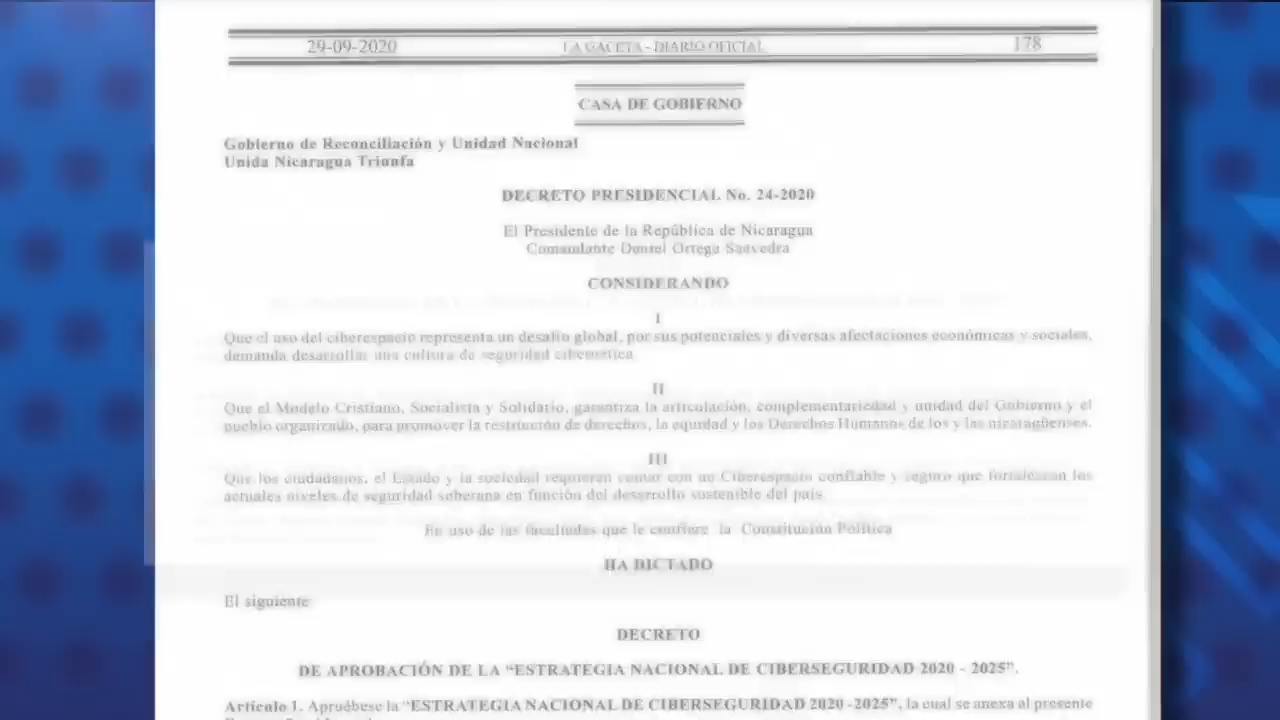 29-09-2020 LA GACETA - DIARIO OFICIAL 178
CASA DE GOBIERNO
Gobierno de Reconciliación y Unidad Nacional
Unida Nicaragua Triunfa
DECRETO PRESIDENCIAL No. 24-2020
El Presidente de la República de Nicaragua
Comandante Daniel Ortega Saavedra
CONSIDERANDO
I
Que el uso del ciberespacio representa un desafío global, por sus potenciales y diversas afectaciones económicas y sociales,
demanda desarrollar una cultura de seguridad cibernética
II
Que el Modelo Cristiano, Socialista y Solidario, garantiza la articulación, complementariedad y unidad del Gobierno y el
pueblo organizado, para promover la restitución de derechos, la equidad y los Derechos Humanos de los y las nicaragüenses.
III
Que los ciudadanos, el Estado y la sociedad requieren contar con un Ciberespacio confiable y seguro que fortalezcan los
actuales niveles de seguridad soberana en función del desarrollo sostenible del país.
En uso de las facultades que le confiere la Constitución Política
HA DICTADO
El siguiente
DECRETO
DE APROBACIÓN DE LA “ESTRATEGIA NACIONAL DE CIBERSEGURIDAD 2020 - 2025”.
Artículo 1. Apruébese la “ESTRATEGIA NACIONAL DE CIBERSEGURIDAD 2020 -2025”, la cual se anexa al presente